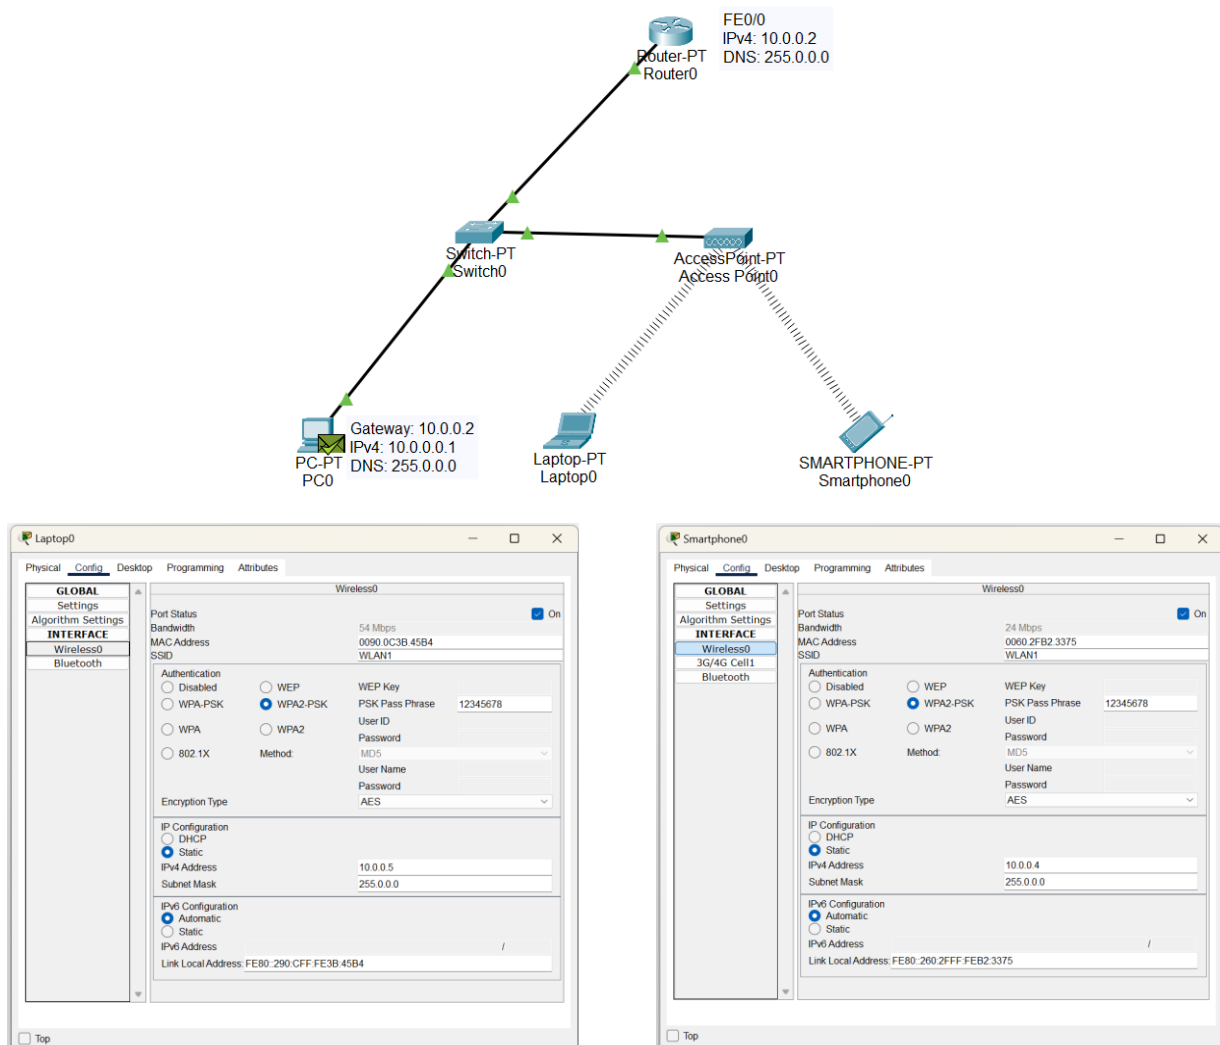 FE0/0
IPv4: 10.0.0.2
DNS: 255.0.0.0
Router-PT
Router0
Switch-PT
Switch0
AccessPoint-PT
Access Point0
Gateway: 10.0.0.2
IPv4: 10.0.0.0.1
DNS: 255.0.0.0
PC-PT
PC0
Laptop-PT
Laptop0
SMARTPHONE-PT
Smartphone0
Laptop0
Physical Config Desktop Programming Attributes
GLOBAL
Settings
Algorithm Settings
INTERFACE
Wireless0
Bluetooth
Wireless0
Port Status On
Bandwidth 54 Mbps
MAC Address 0090.0C3B.45B4
SSID WLAN1
Authentication
Disabled WEP WEP Key
WPA-PSK WPA2-PSK PSK Pass Phrase 12345678
User ID
WPA WPA2
Password
802.1X Method: MD5
User Name
Password
Encryption Type AES
IP Configuration
DHCP
Static
IPv4 Address 10.0.0.5
Subnet Mask 255.0.0.0
IPv6 Configuration
Automatic
Static
IPv6 Address /
Link Local Address: FE80::290:CFF:FE3B:45B4
Top
Smartphone0
Physical Config Desktop Programming Attributes
GLOBAL
Settings
Algorithm Settings
INTERFACE
Wireless0
3G/4G Cell1
Bluetooth
Wireless0
Port Status On
Bandwidth 24 Mbps
MAC Address 0060.2FB2.3375
SSID WLAN1
Authentication
Disabled WEP WEP Key
WPA-PSK WPA2-PSK PSK Pass Phrase 12345678
User ID
WPA WPA2
Password
802.1X Method: MD5
User Name
Password
Encryption Type AES
IP Configuration
DHCP
Static
IPv4 Address 10.0.0.4
Subnet Mask 255.0.0.0
IPv6 Configuration
Automatic
Static
IPv6 Address /
Link Local Address: FE80::260:2FFF:FEB2:3375
Top